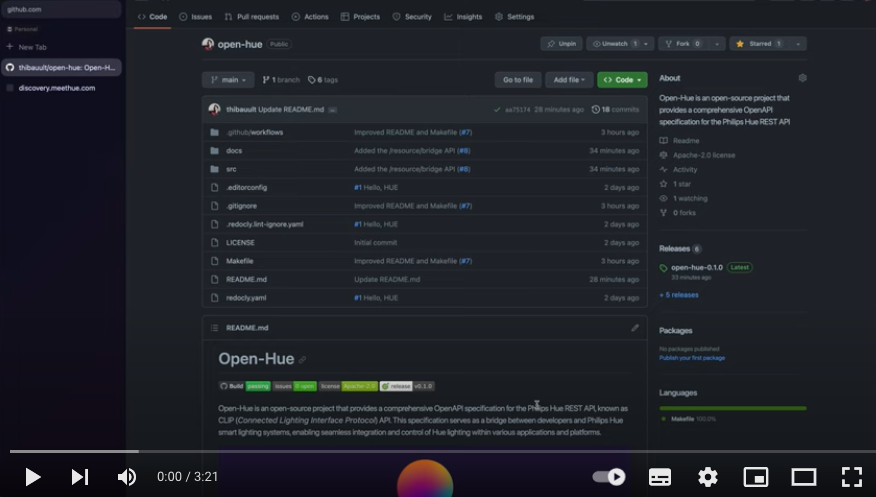 github.com
Personal
+ New Tab
thibauult/open-hue: Open-H...
discovery.meethue.com
Code
Issues
Pull requests
Actions
Projects
Security
Insights
Settings
open-hue Public
Unpin
Unwatch 1
Fork 0
Starred 1
main
1 branch
6 tags
Go to file
Add file
Code
thibauult Update README.md ...
aa75174 28 minutes ago
18 commits
.github/workflows Improved README and Makefile (#7) 3 hours ago
docs Added the /resource/bridge API (#8) 34 minutes ago
src Added the /resource/bridge API (#8) 34 minutes ago
.editorconfig #1 Hello, HUE 2 days ago
.gitignore Improved README and Makefile (#7) 3 hours ago
.redocly.lint-ignore.yaml #1 Hello, HUE 2 days ago
LICENSE Initial commit 2 days ago
Makefile Improved README and Makefile (#7) 3 hours ago
README.md Update README.md 28 minutes ago
redocly.yaml #1 Hello, HUE 2 days ago
README.md
Open-Hue
Build passing issues 0 open license Apache-2.0 release v0.1.0
Open-Hue is an open-source project that provides a comprehensive OpenAPI specification for the Philips Hue REST API, known as
CLIP (Connected Lighting Interface Protocol) API. This specification serves as a bridge between developers and Philips Hue
smart lighting systems, enabling seamless integration and control of Hue lighting within various applications and platforms.
About
Open-Hue is an open-source project that
provides a comprehensive OpenAPI
specification for the Philips Hue REST API
Readme
Apache-2.0 license
Activity
1 star
1 watching
0 forks
Releases 6
open-hue-0.1.0 Latest
33 minutes ago
+ 5 releases
Packages
No packages published
Publish your first package
Languages
Makefile 100.0%
0:00 / 3:21